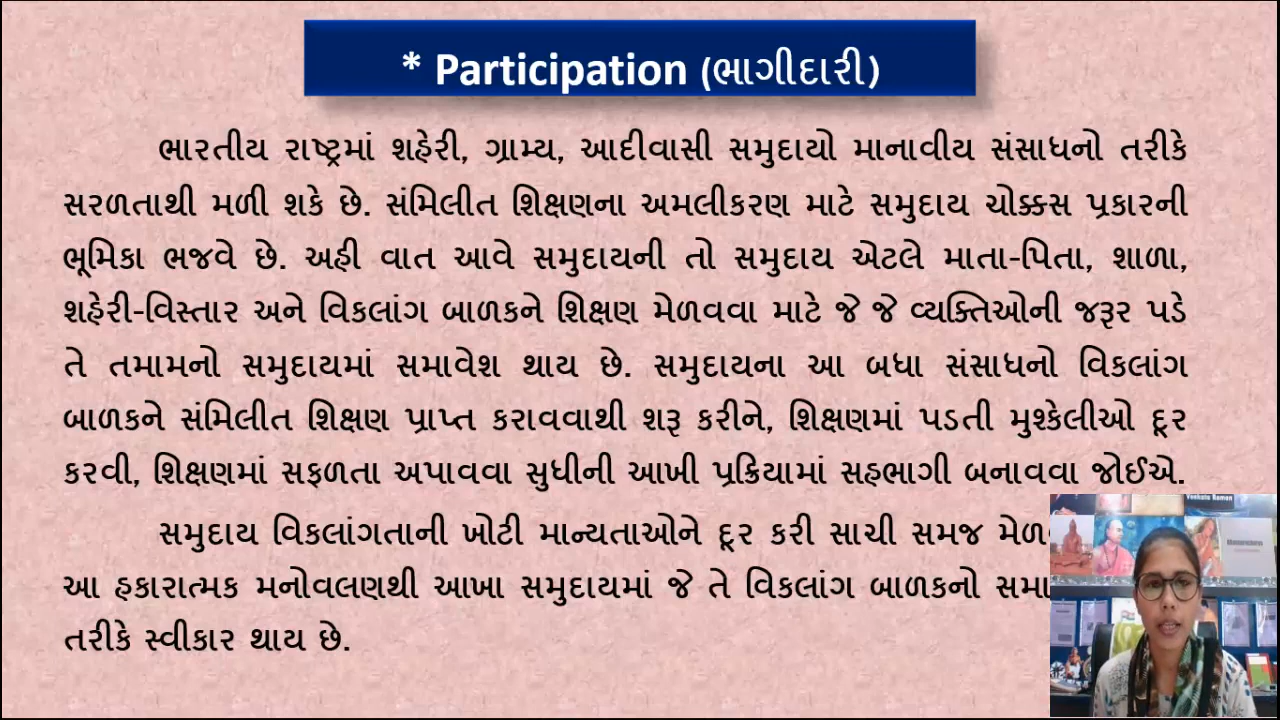 * Participation (ભાગીદારી)
ભારતીય રાષ્ટ્રમાં શહેરી, ગ્રામ્ય, આદીવાસી સમુદાયો માનાવીય સંસાધનો તરીકે
સરળતાથી મળી શકે છે. સંમિલીત શિક્ષણના અમલીકરણ માટે સમુદાય ચોક્કસ પ્રકારની
ભૂમિકા ભજવે છે. અહી વાત આવે સમુદાયની તો સમુદાય એટલે માતા-પિતા, શાળા,
શહેરી-વિસ્તાર અને વિકલાંગ બાળકને શિક્ષણ મેળવવા માટે જે જે વ્યક્તિઓની જરૂર પડે
તે તમામનો સમુદાયમાં સમાવેશ થાય છે. સમુદાયના આ બધા સંસાધનો વિકલાંગ
બાળકને સંમિલીત શિક્ષણ પ્રાપ્ત કરાવવાથી શરૂ કરીને, શિક્ષણમાં પડતી મુશ્કેલીઓ દૂર
કરવી, શિક્ષણમાં સફળતા અપાવવા સુધીની આખી પ્રક્રિયામાં સહભાગી બનાવવા જોઈએ.
સમુદાય વિકલાંગતાની ખોટી માન્યતાઓને દૂર કરી સાચી સમજ
આ હકારાત્મક મનોવલણથી આખા સમુદાયમાં જે તે વિકલાંગ બાળકનો
તરીકે સ્વીકાર થાય છે.
Venkata Raman